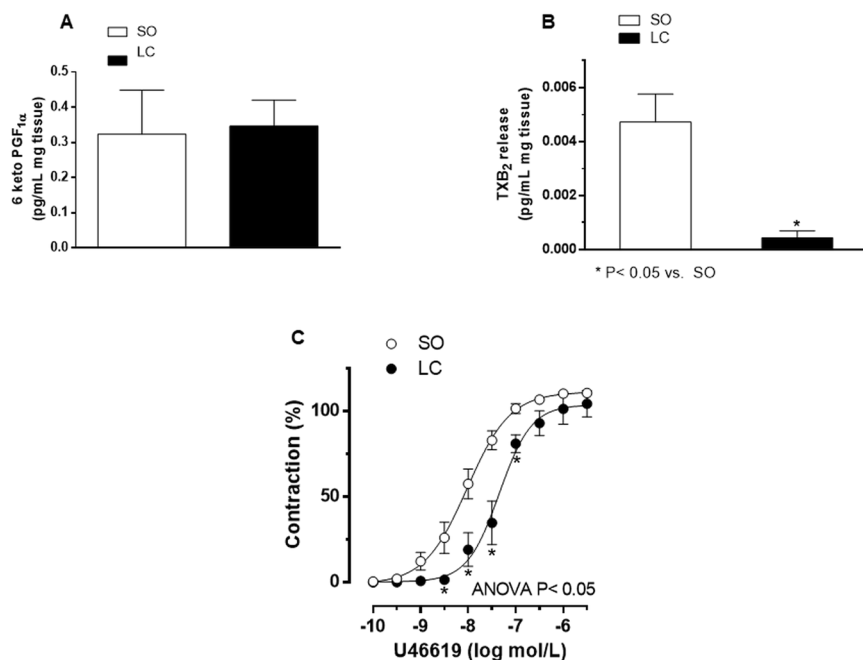 A
SO
LC
6 keto PGF1α
(pg/mL mg tissue)
0.5
0.4
0.3
0.2
0.1
0.0
B
SO
LC
TXB2 release
(pg/mL mg tissue)
0.006
0.004
0.002
0.000
*
* P< 0.05 vs. SO
C
SO
LC
Contraction (%)
100
50
0
*
*
*
*
ANOVA P< 0.05
-10 -9 -8 -7 -6
U46619 (log mol/L)